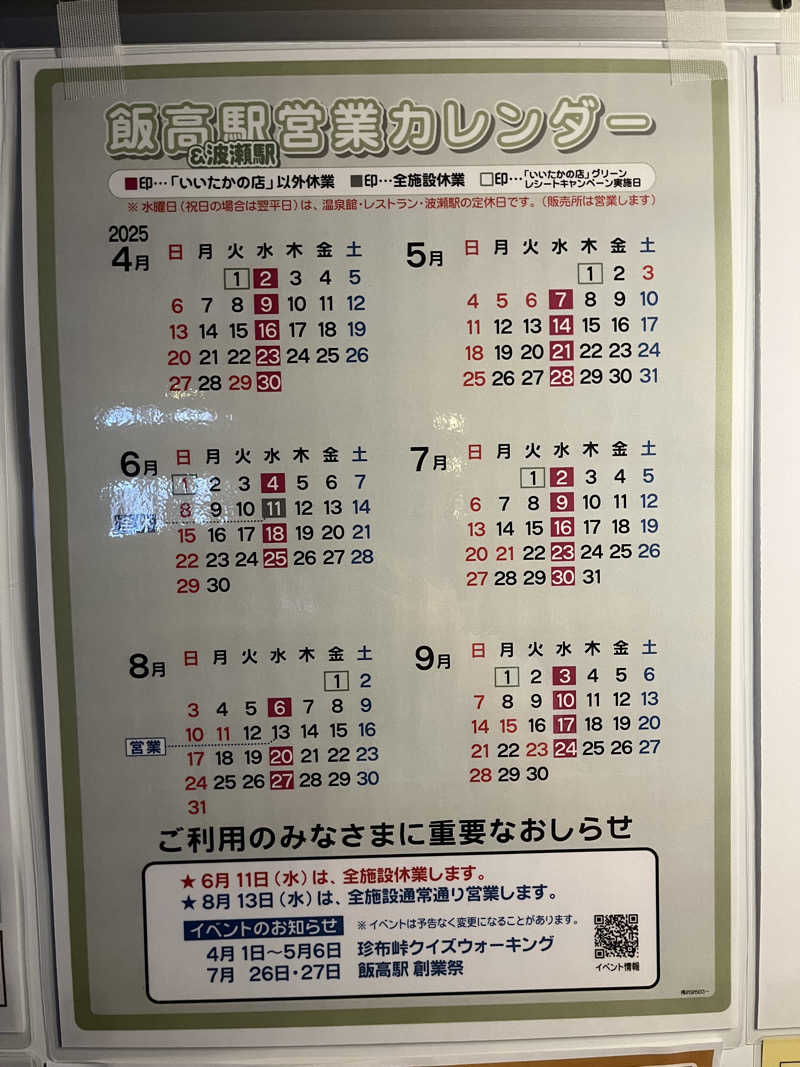 飯高駅営業カレンダー
&波瀬駅
■印…「いいたかの店」以外休業 ■印…全施設休業 □印…「いいたかの店」グリーンレシートキャンペーン実施日
※ 水曜日(祝日の場合は翌平日)は、温泉館・レストラン・波瀬駅の定休日です。(販売所は営業します)
2025
4月
日 月 火 水 木 金 土
1 2 3 4 5
6 7 8 9 10 11 12
13 14 15 16 17 18 19
20 21 22 23 24 25 26
27 28 29 30
5月
日 月 火 水 木 金 土
1 2 3
4 5 6 7 8 9 10
11 12 13 14 15 16 17
18 19 20 21 22 23 24
25 26 27 28 29 30 31
6月
日 月 火 水 木 金 土
1 2 3 4 5 6 7
8 9 10 11 12 13 14
15 16 17 18 19 20 21
22 23 24 25 26 27 28
29 30
7月
日 月 火 水 木 金 土
1 2 3 4 5
6 7 8 9 10 11 12
13 14 15 16 17 18 19
20 21 22 23 24 25 26
27 28 29 30 31
8月
日 月 火 水 木 金 土
1 2
3 4 5 6 7 8 9
10 11 12 13 14 15 16
営業
17 18 19 20 21 22 23
24 25 26 27 28 29 30
31
9月
日 月 火 水 木 金 土
1 2 3 4 5 6
7 8 9 10 11 12 13
14 15 16 17 18 19 20
21 22 23 24 25 26 27
28 29 30
ご利用のみなさまに重要なおしらせ
★ 6月 11日(水)は、全施設休業します。
★ 8月 13日(水)は、全施設通常通り営業します。
イベントのお知らせ ※ イベントは予告なく変更になることがあります。
4月 1日〜5月6日 珍布峠クイズウォーキング
7月 26日・27日 飯高駅 創業祭
イベント情報